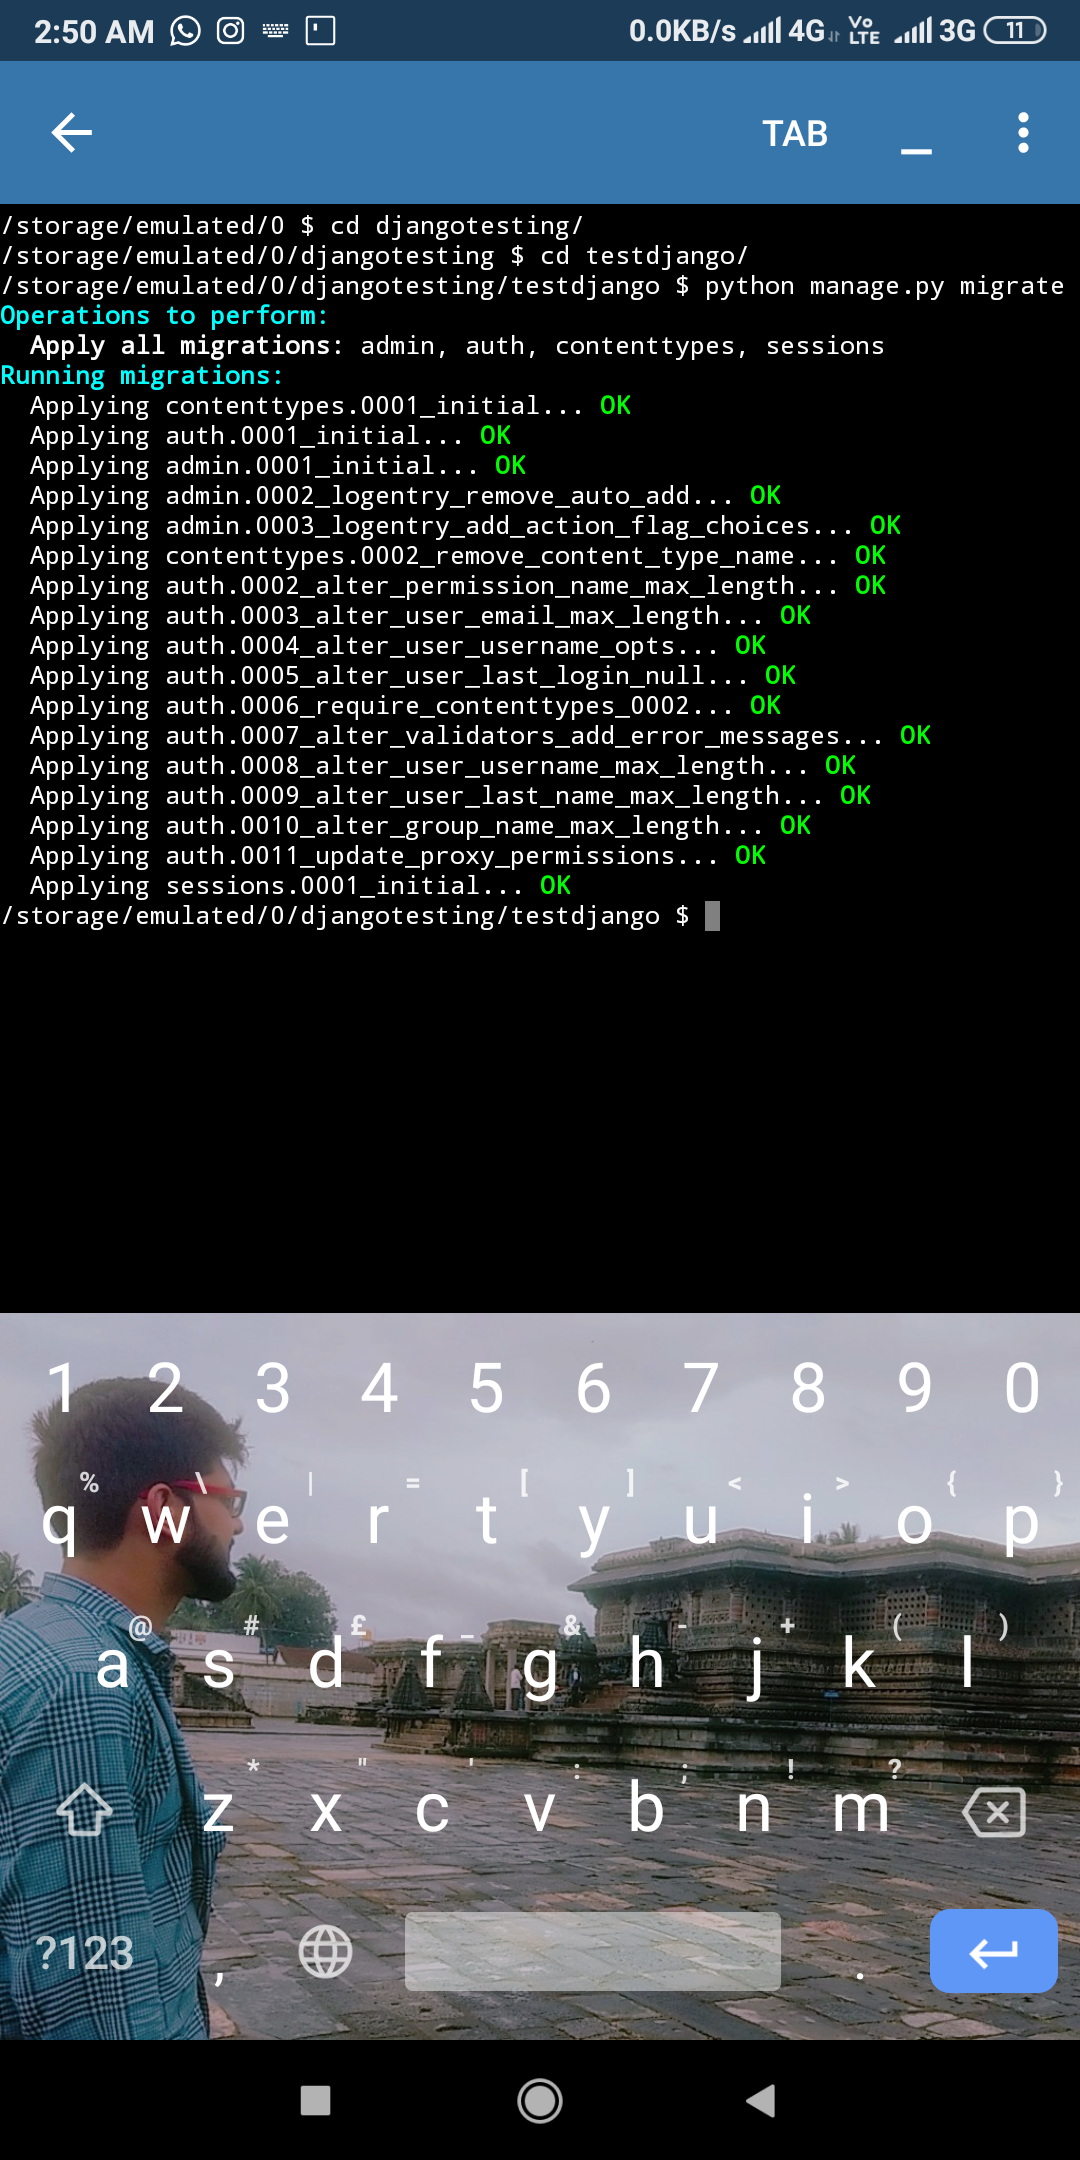 2:50 AM 0.0KB/s 4G Vo LTE 3G 11
TAB _
/storage/emulated/0 $ cd djangotesting/
/storage/emulated/0/djangotesting $ cd testdjango/
/storage/emulated/0/djangotesting/testdjango $ python manage.py migrate
Operations to perform:
  Apply all migrations: admin, auth, contenttypes, sessions
Running migrations:
  Applying contenttypes.0001_initial... OK
  Applying auth.0001_initial... OK
  Applying admin.0001_initial... OK
  Applying admin.0002_logentry_remove_auto_add... OK
  Applying admin.0003_logentry_add_action_flag_choices... OK
  Applying contenttypes.0002_remove_content_type_name... OK
  Applying auth.0002_alter_permission_name_max_length... OK
  Applying auth.0003_alter_user_email_max_length... OK
  Applying auth.0004_alter_user_username_opts... OK
  Applying auth.0005_alter_user_last_login_null... OK
  Applying auth.0006_require_contenttypes_0002... OK
  Applying auth.0007_alter_validators_add_error_messages... OK
  Applying auth.0008_alter_user_username_max_length... OK
  Applying auth.0009_alter_user_last_name_max_length... OK
  Applying auth.0010_alter_group_name_max_length... OK
  Applying auth.0011_update_proxy_permissions... OK
  Applying sessions.0001_initial... OK
/storage/emulated/0/djangotesting/testdjango $
1 2 3 4 5 6 7 8 9 0
% \ | = [ ] < > { }
q w e r t y u i o p
@ # £ _ & - + ( )
a s d f g h j k l
* " ' : ; ! ?
z x c v b n m
?123 , .